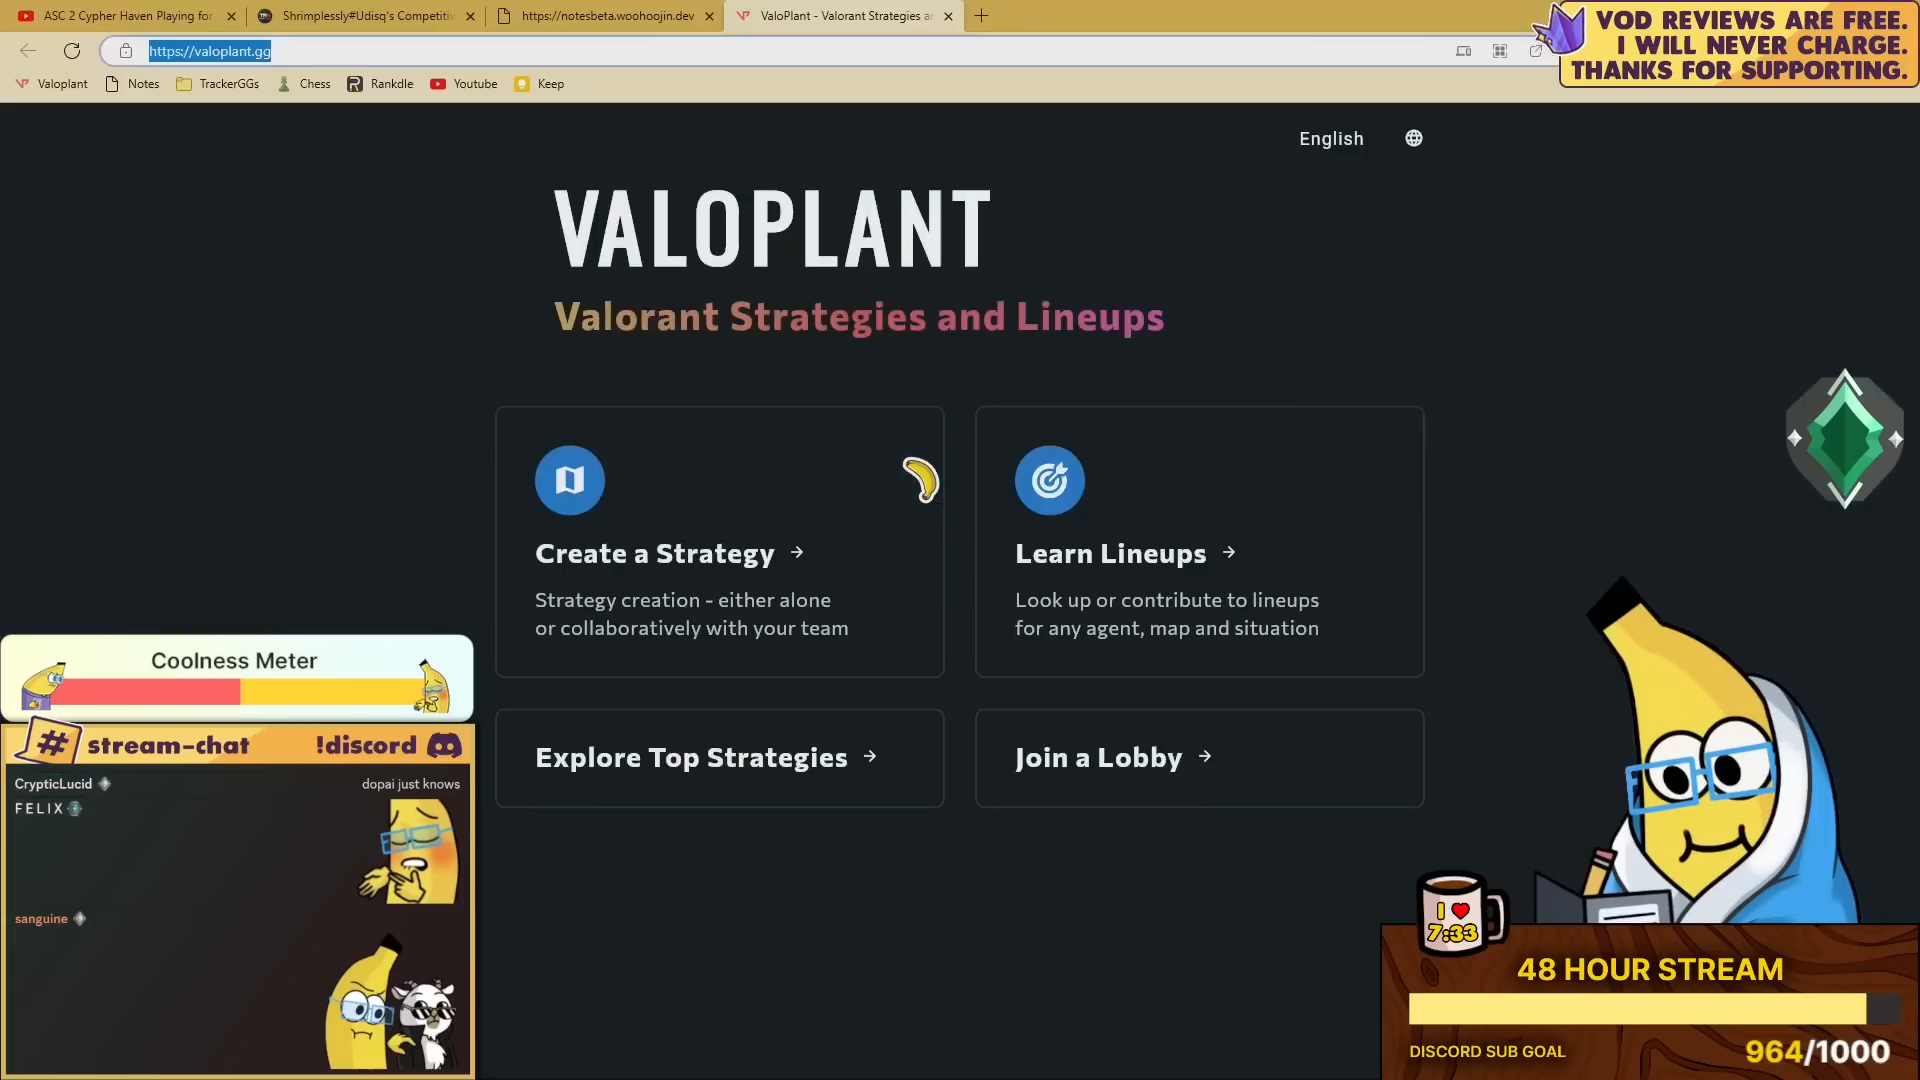 ASC 2 Cypher Haven Playing for
Shrimplessly#Udisq's Competitiv
https://notesbeta.woohoojin.dev
ValoPlant - Valorant Strategies ar
https://valoplant.gg
Valoplant
Notes
TrackerGGs
Chess
Rankdle
Youtube
Keep
VOD REVIEWS ARE FREE.
I WILL NEVER CHARGE.
THANKS FOR SUPPORTING.
English
VALOPLANT
Valorant Strategies and Lineups
Create a Strategy →
Strategy creation - either alone
or collaboratively with your team
Learn Lineups →
Look up or contribute to lineups
for any agent, map and situation
Explore Top Strategies →
Join a Lobby →
Coolness Meter
# stream-chat
!discord
CrypticLucid
dopai just knows
F E L I X
sanguine
I ❤
7:33
48 HOUR STREAM
DISCORD SUB GOAL
964/1000